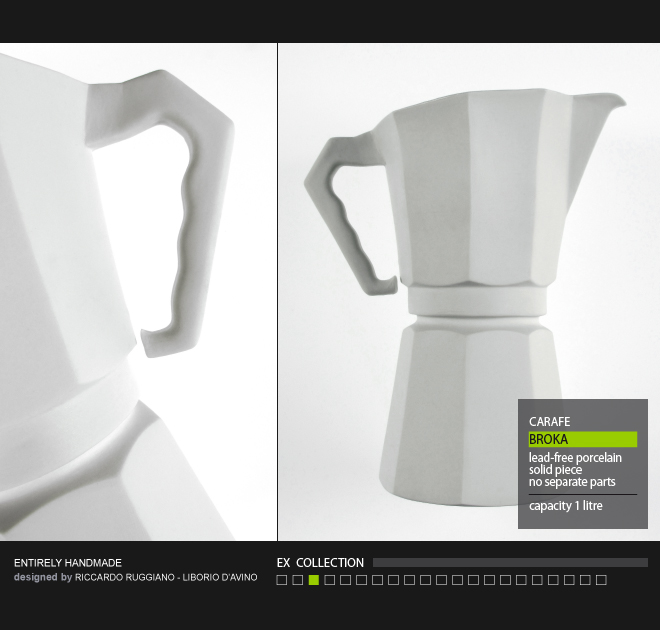 CARAFE
BROKA
lead-free porcelain
solid piece
no separate parts
capacity 1 litre
ENTIRELY HANDMADE
designed by RICCARDO RUGGIANO - LIBORIO D'AVINO
EX COLLECTION